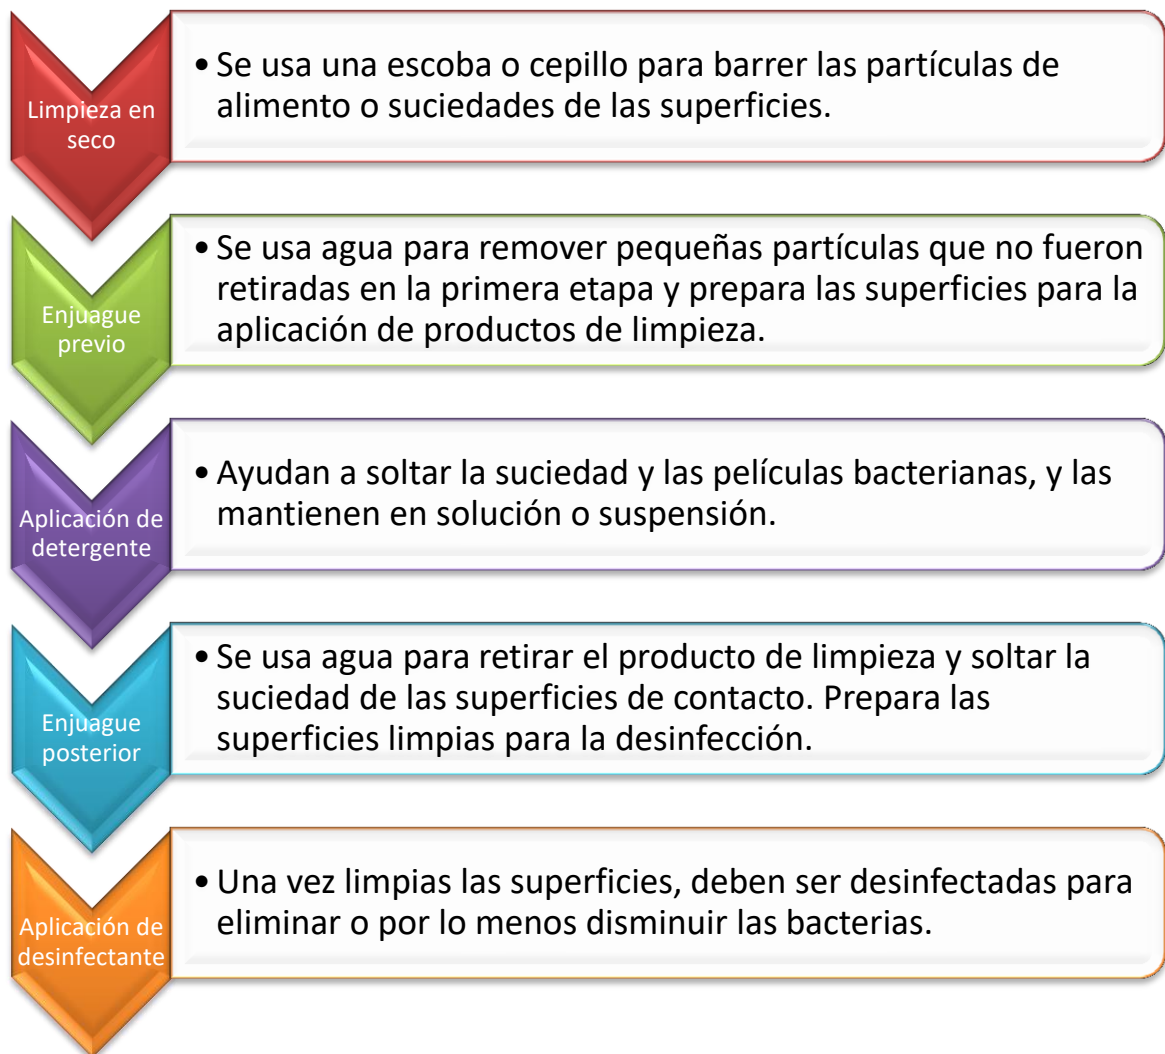 Limpieza en
seco
• Se usa una escoba o cepillo para barrer las partículas de
alimento o suciedades de las superficies.
Enjuague
previo
• Se usa agua para remover pequeñas partículas que no fueron
retiradas en la primera etapa y prepara las superficies para la
aplicación de productos de limpieza.
Aplicación de
detergente
• Ayudan a soltar la suciedad y las películas bacterianas, y las
mantienen en solución o suspensión.
Enjuague
posterior
• Se usa agua para retirar el producto de limpieza y soltar la
suciedad de las superficies de contacto. Prepara las
superficies limpias para la desinfección.
Aplicación de
desinfectante
• Una vez limpias las superficies, deben ser desinfectadas para
eliminar o por lo menos disminuir las bacterias.